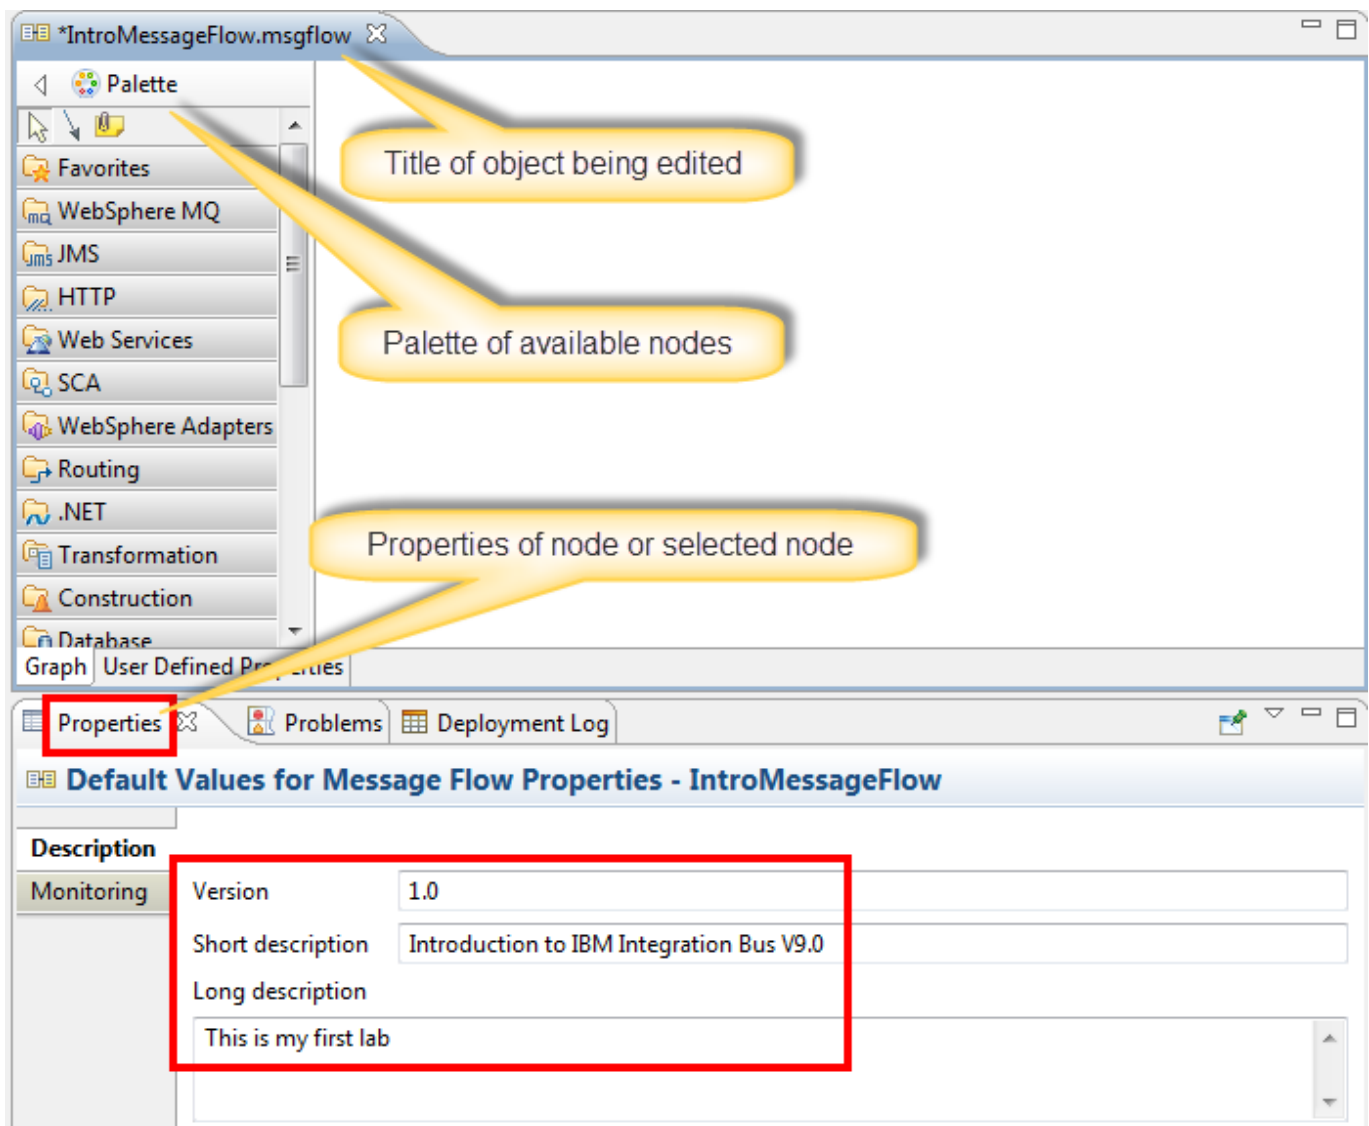 *IntroMessageFlow.msgflow
Palette
Favorites
WebSphere MQ
JMS
HTTP
Web Services
SCA
WebSphere Adapters
Routing
.NET
Transformation
Construction
Database
Title of object being edited
Palette of available nodes
Properties of node or selected node
Graph User Defined Properties
Properties Problems Deployment Log
Default Values for Message Flow Properties - IntroMessageFlow
Description
Monitoring
Version 1.0
Short description Introduction to IBM Integration Bus V9.0
Long description
This is my first lab